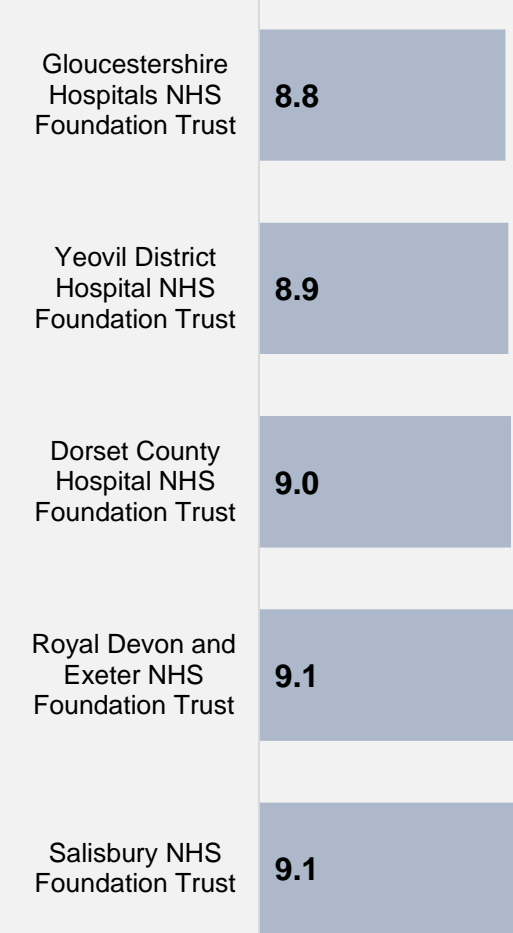 Gloucestershire
Hospitals NHS
Foundation Trust
8.8
Yeovil District
Hospital NHS
Foundation Trust
8.9
Dorset County
Hospital NHS
Foundation Trust
9.0
Royal Devon and
Exeter NHS
Foundation Trust
9.1
Salisbury NHS
Foundation Trust
9.1